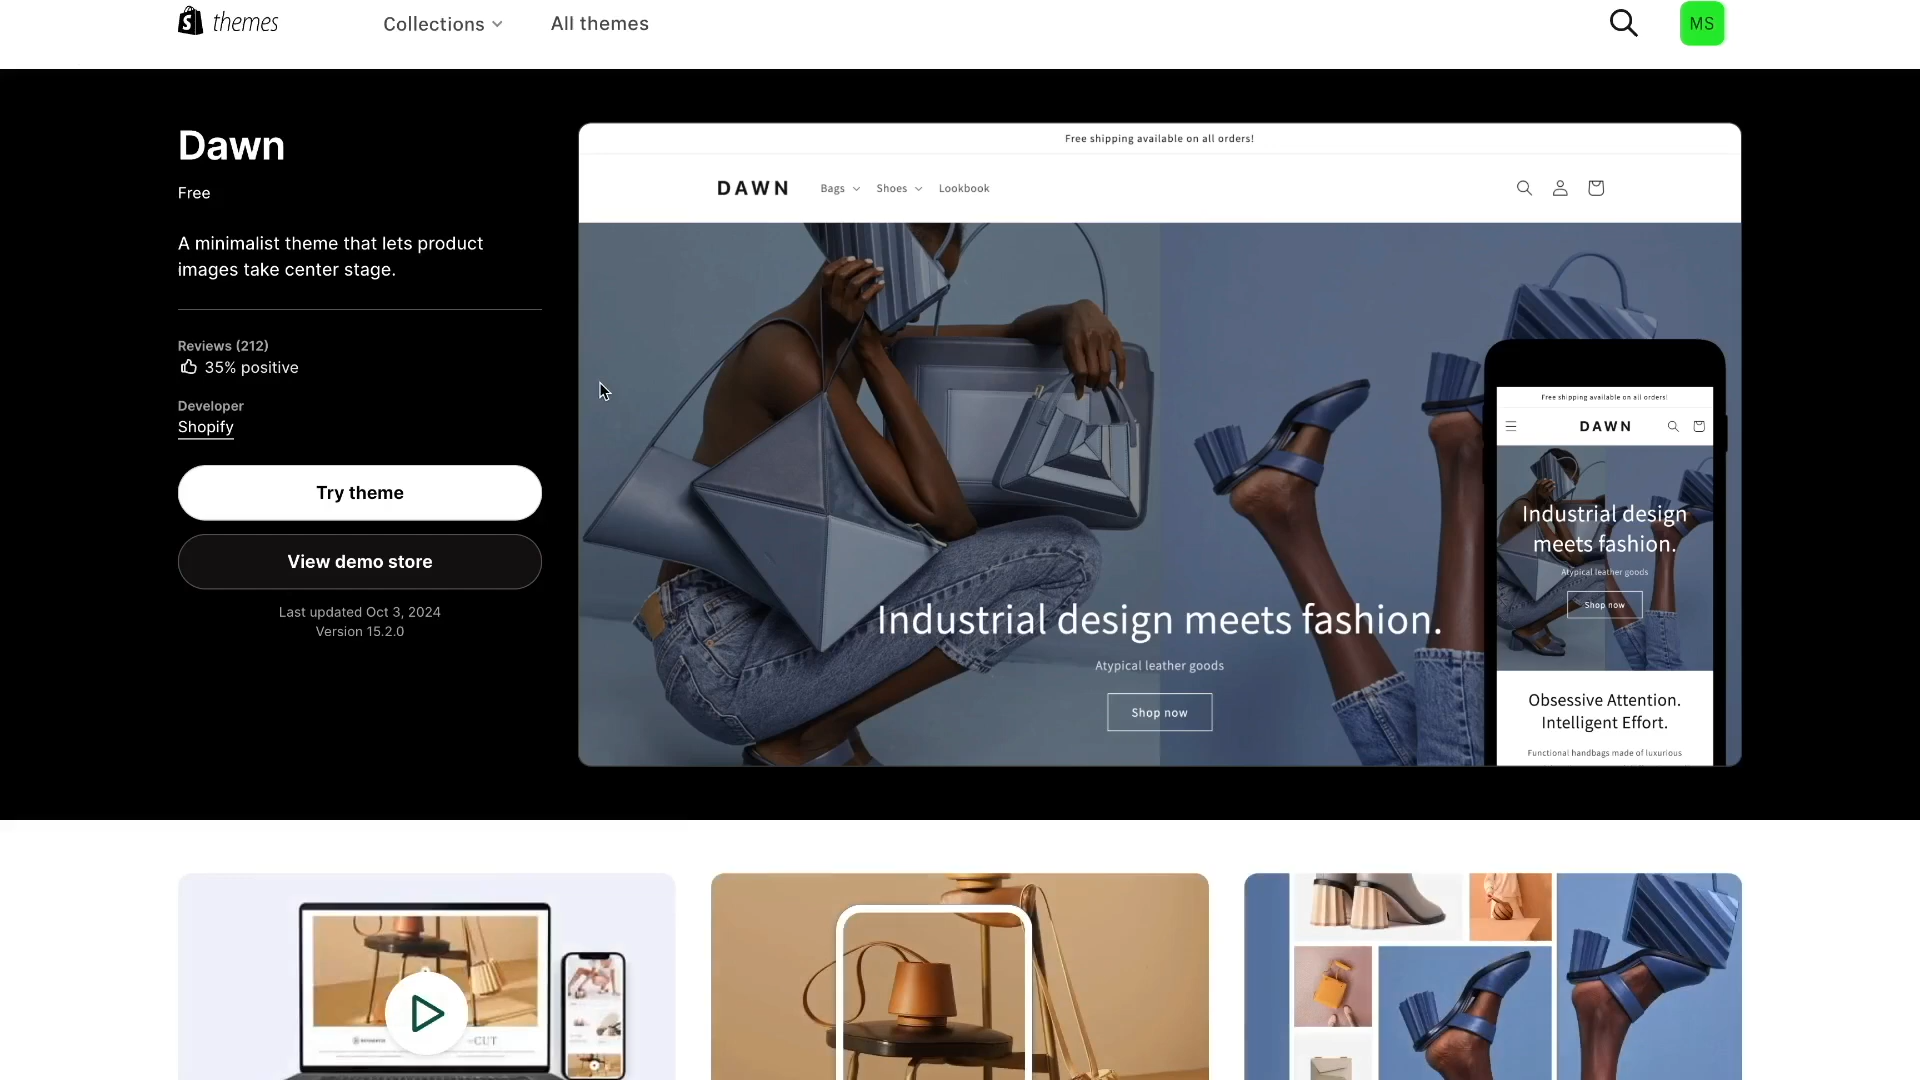 themes
Collections
All themes
MS
Dawn
Free
A minimalist theme that lets product
images take center stage.
Reviews (212)
35% positive
Developer
Shopify
Try theme
View demo store
Last updated Oct 3, 2024
Version 15.2.0
Free shipping available on all orders!
DAWN
Bags
Shoes
Lookbook
Industrial design meets fashion.
Atypical leather goods
Shop now
Free shipping available on all orders!
DAWN
Industrial design
meets fashion.
Atypical leather goods
Shop now
Obsessive Attention.
Intelligent Effort.
Functional handbags made of luxurious